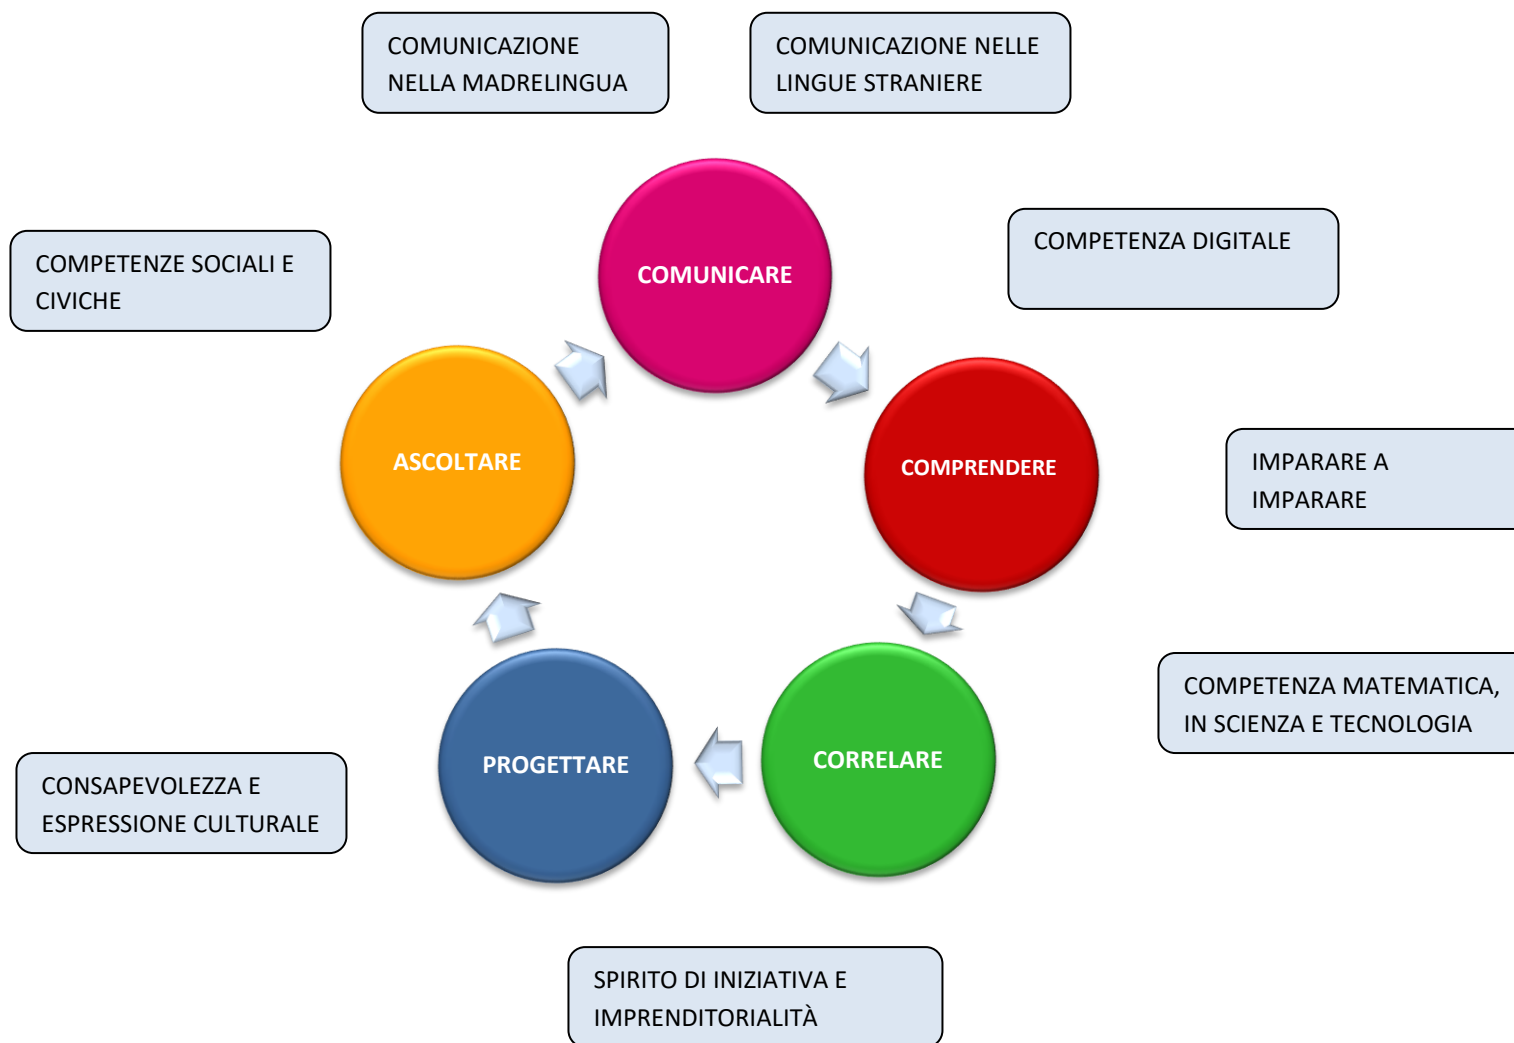 COMUNICAZIONE
NELLA MADRELINGUA
COMUNICAZIONE NELLE
LINGUE STRANIERE
COMPETENZE SOCIALI E
CIVICHE
COMUNICARE
COMPETENZA DIGITALE
ASCOLTARE
COMPRENDERE
IMPARARE A
IMPARARE
COMPETENZA MATEMATICA,
IN SCIENZA E TECNOLOGIA
PROGETTARE
CORRELARE
CONSAPEVOLEZZA E
ESPRESSIONE CULTURALE
SPIRITO DI INIZIATIVA E
IMPRENDITORIALITÀ